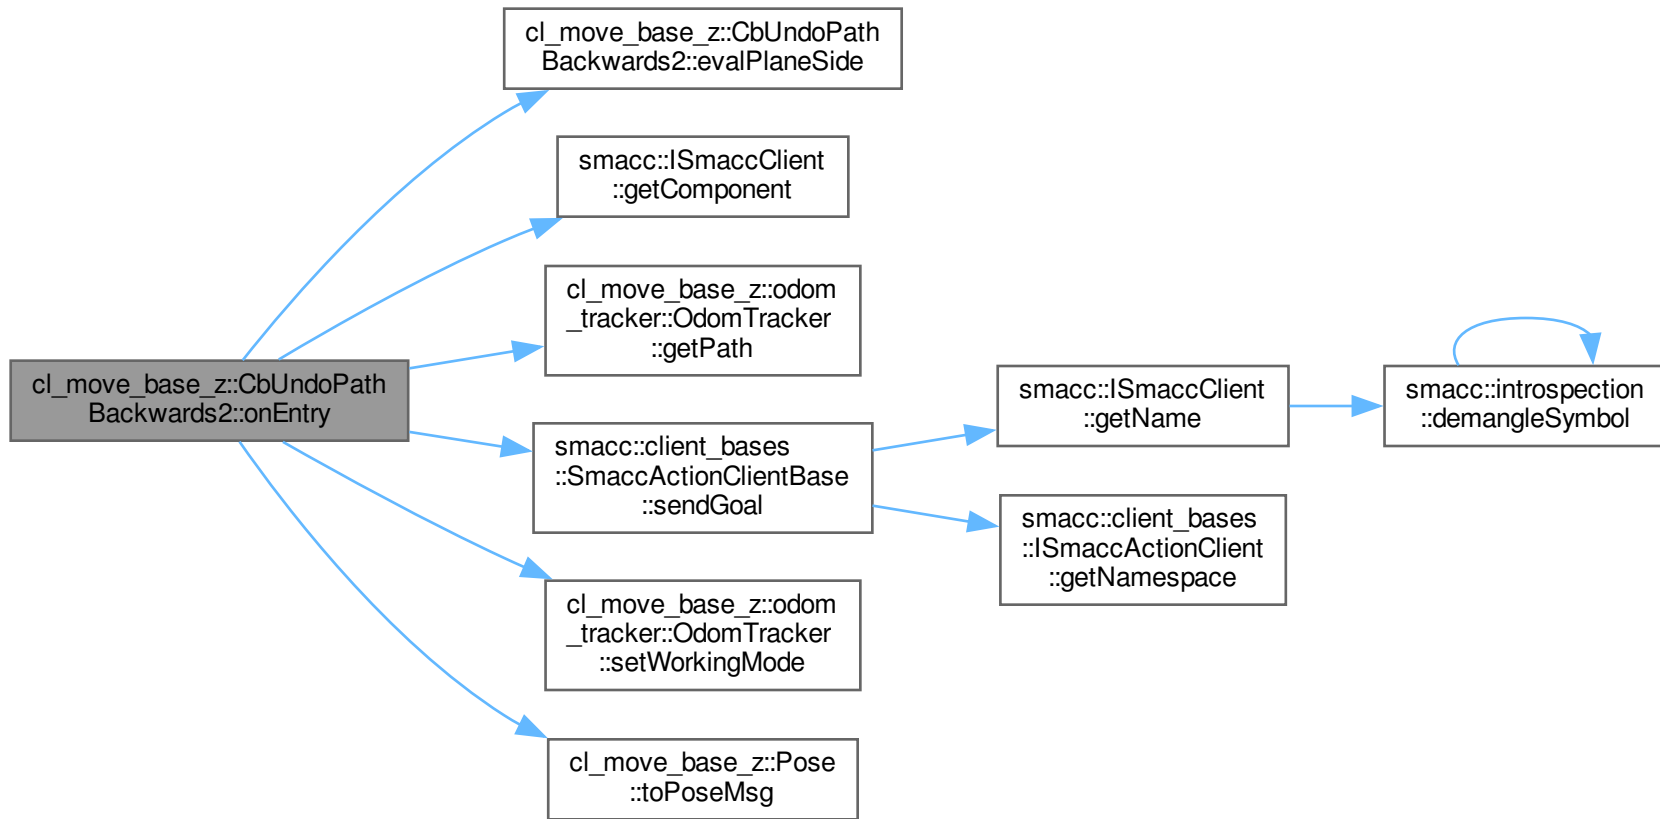 cl_move_base_z::CbUndoPath
Backwards2::onEntry
cl_move_base_z::CbUndoPath
Backwards2::evalPlaneSide
smacc::ISmaccClient
::getComponent
cl_move_base_z::odom
_tracker::OdomTracker
::getPath
smacc::client_bases
::SmaccActionClientBase
::sendGoal
cl_move_base_z::odom
_tracker::OdomTracker
::setWorkingMode
cl_move_base_z::Pose
::toPoseMsg
smacc::ISmaccClient
::getName
smacc::client_bases
::ISmaccActionClient
::getNamespace
smacc::introspection
::demangleSymbol